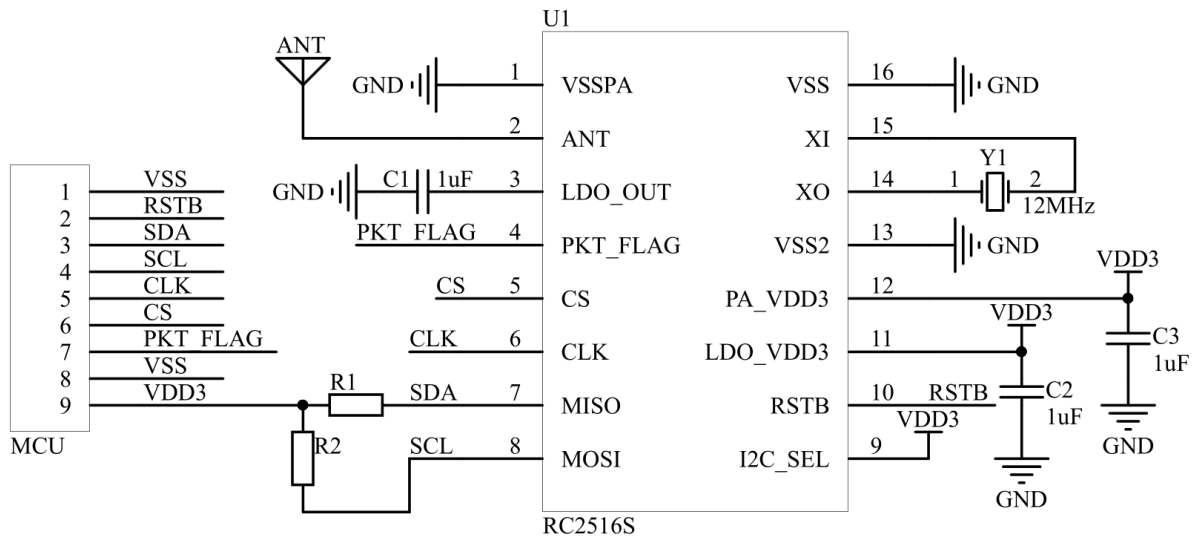 U1
ANT
GND 1 VSSPA VSS 16 GND
2 ANT XI 15
GND C1 1uF 3 LDO_OUT XO 14 1 Y1 2
12MHz
PKT_FLAG 4 PKT_FLAG VSS2 13 GND
VDD3
CS 5 CS PA_VDD3 12
VDD3
CLK 6 CLK LDO_VDD3 11
C3
1uF
GND
R1 SDA 7 MISO RSTB 10 RSTB
C2
1uF
GND
VDD3
R2 SCL 8 MOSI I2C_SEL 9
RC2516S
1 VSS
2 RSTB
3 SDA
4 SCL
5 CLK
6 CS
7 PKT_FLAG
8 VSS
9 VDD3
MCU